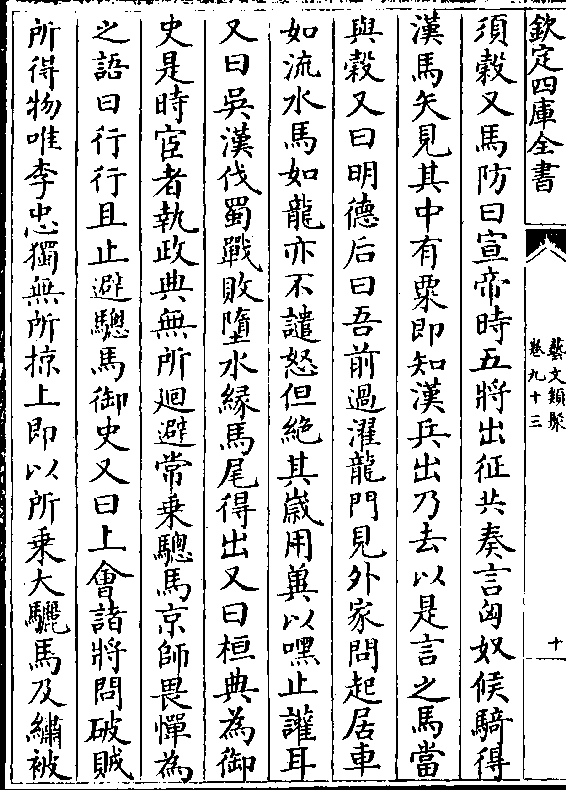 欽定四庫全書
藝文類聚
卷九十三
十
須穀又馬防曰宣帝時五將出征共奏言匈奴候騎得
漢馬矢見其中有粟即知漢兵出乃去以是言之馬當
與穀又曰明德后曰吾前過濯龍門見外家問起居車
如流水馬如龍亦不譴怒但絶其嵗用冀以嘿止讙耳
又曰吳漢伐蜀戰敗墮水縁馬尾得出又曰桓典為御
史是時宦者執政典無所廻避常乗驄馬京師畏憚為
之語曰行行且止避驄馬御史又曰上會諸將問破賊
所得物唯李忠獨無所掠上即以所乗大驪馬及繡被